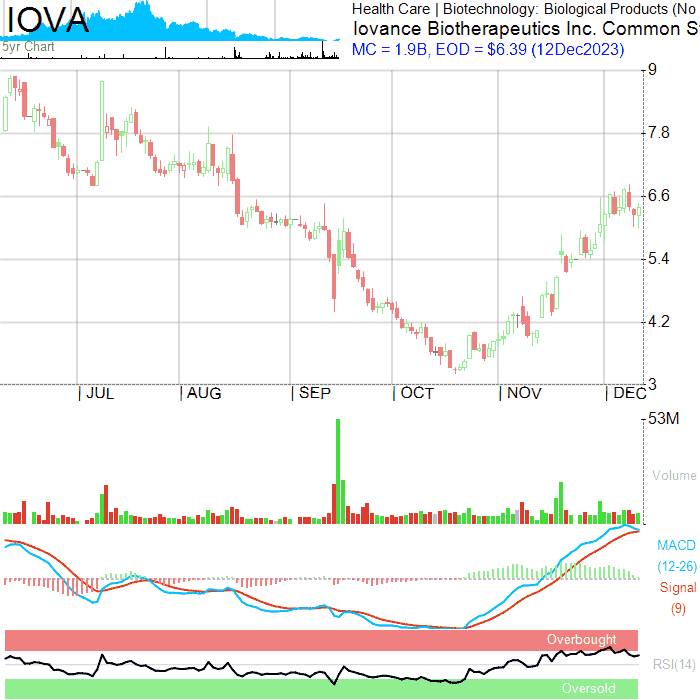 IOVA
5yr Chart
Health Care | Biotechnology: Biological Products (No
Iovance Biotherapeutics Inc. Common S
MC = 1.9B, EOD = $6.39 (12Dec2023)
9
7.8
6.6
5.4
4.2
3
| JUL | AUG | SEP | OCT | NOV | DEC
53M
Volume
MACD
(12-26)
Signal
(9)
Overbought
RSI(14)
Oversold